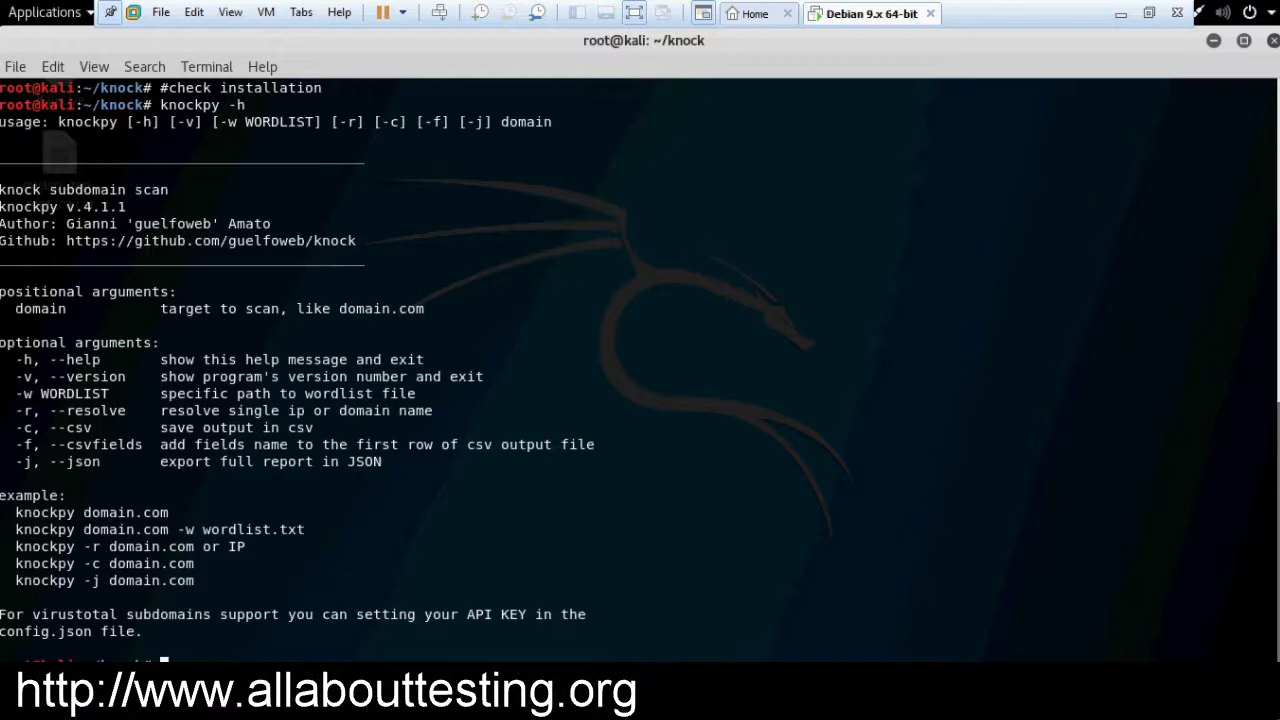 Applications File Edit View VM Tabs Help Home Debian 9.x 64-bit
root@kali: ~/knock
File Edit View Search Terminal Help
root@kali:~/knock# #check installation
root@kali:~/knock# knockpy -h
usage: knockpy [-h] [-v] [-w WORDLIST] [-r] [-c] [-f] [-j] domain
knock subdomain scan
knockpy v.4.1.1
Author: Gianni 'guelfoweb' Amato
Github: https://github.com/guelfoweb/knock
positional arguments:
domain target to scan, like domain.com
optional arguments:
-h, --help show this help message and exit
-v, --version show program's version number and exit
-w WORDLIST specific path to wordlist file
-r, --resolve resolve single ip or domain name
-c, --csv save output in csv
-f, --csvfields add fields name to the first row of csv output file
-j, --json export full report in JSON
example:
knockpy domain.com
knockpy domain.com -w wordlist.txt
knockpy -r domain.com or IP
knockpy -c domain.com
knockpy -j domain.com
For virustotal subdomains support you can setting your API KEY in the
config.json file.
http://www.allabouttesting.org